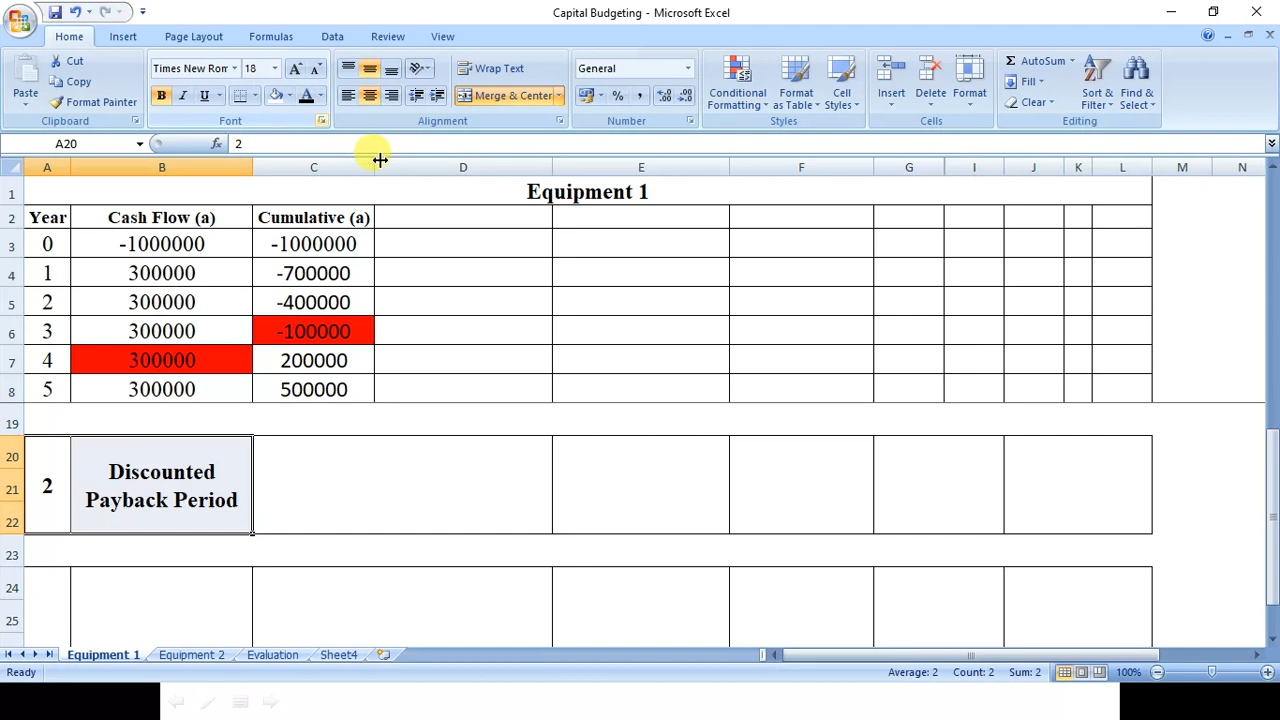 Capital Budgeting - Microsoft Excel
Home Insert Page Layout Formulas Data Review View
Cut
Copy
Format Painter
Paste
Clipboard
Times New Ron 18
B I U
Font
Wrap Text
Merge & Center
Alignment
General
Number
Conditional Formatting
Format as Table
Cell Styles
Styles
Insert Delete Format
Cells
AutoSum
Fill
Clear
Sort & Filter
Find & Select
Editing
A20 fx 2
A B C D E F G I J K L M N
1 Equipment 1
2 Year Cash Flow (a) Cumulative (a)
3 0 -1000000 -1000000
4 1 300000 -700000
5 2 300000 -400000
6 3 300000 -100000
7 4 300000 200000
8 5 300000 500000
19
20
21 2 Discounted Payback Period
22
23
24
25
Equipment 1 Equipment 2 Evaluation Sheet4
Ready Average: 2 Count: 2 Sum: 2 100%